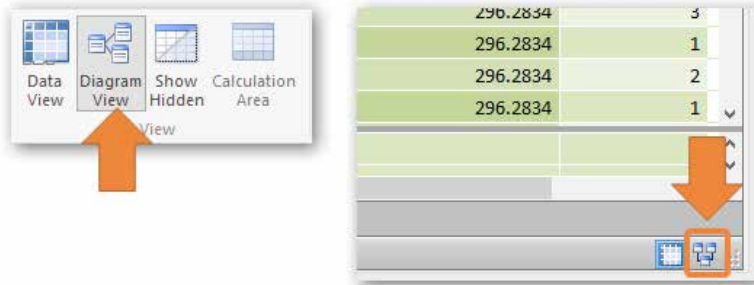 Data Diagram Show Calculation
View View Hidden Area
View
296.2834 3
296.2834 1
296.2834 2
296.2834 1